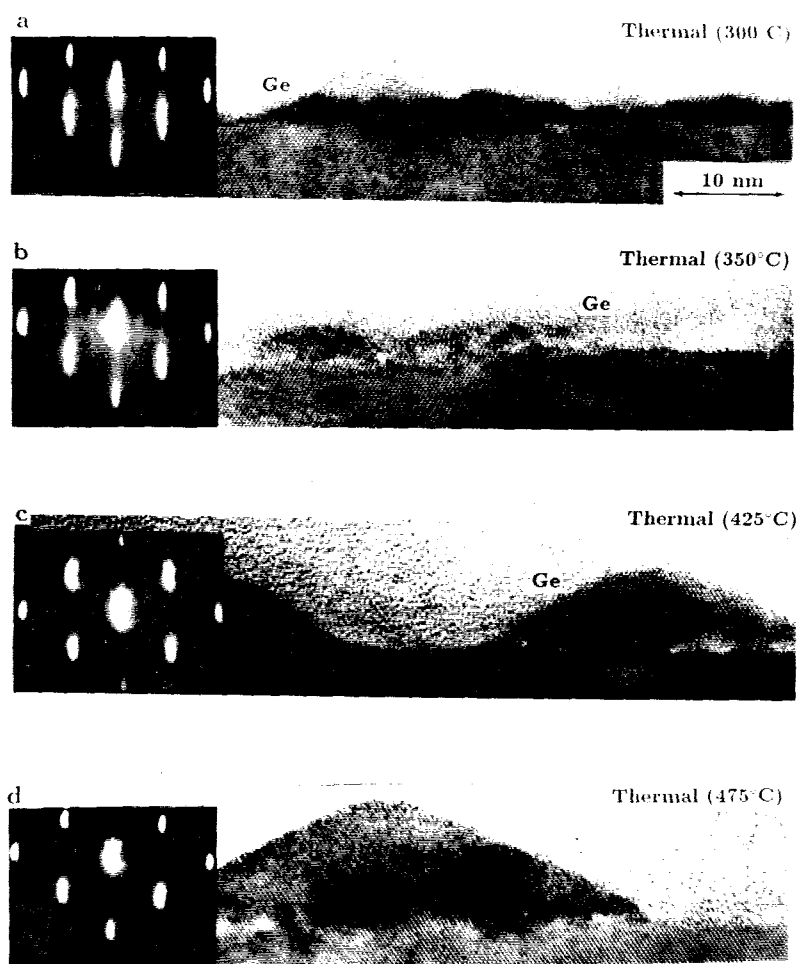 a
Thermal (300 C)
Ge
10 nm
b
Thermal (350°C)
Ge
c
Thermal (425°C)
Ge
d
Thermal (475°C)